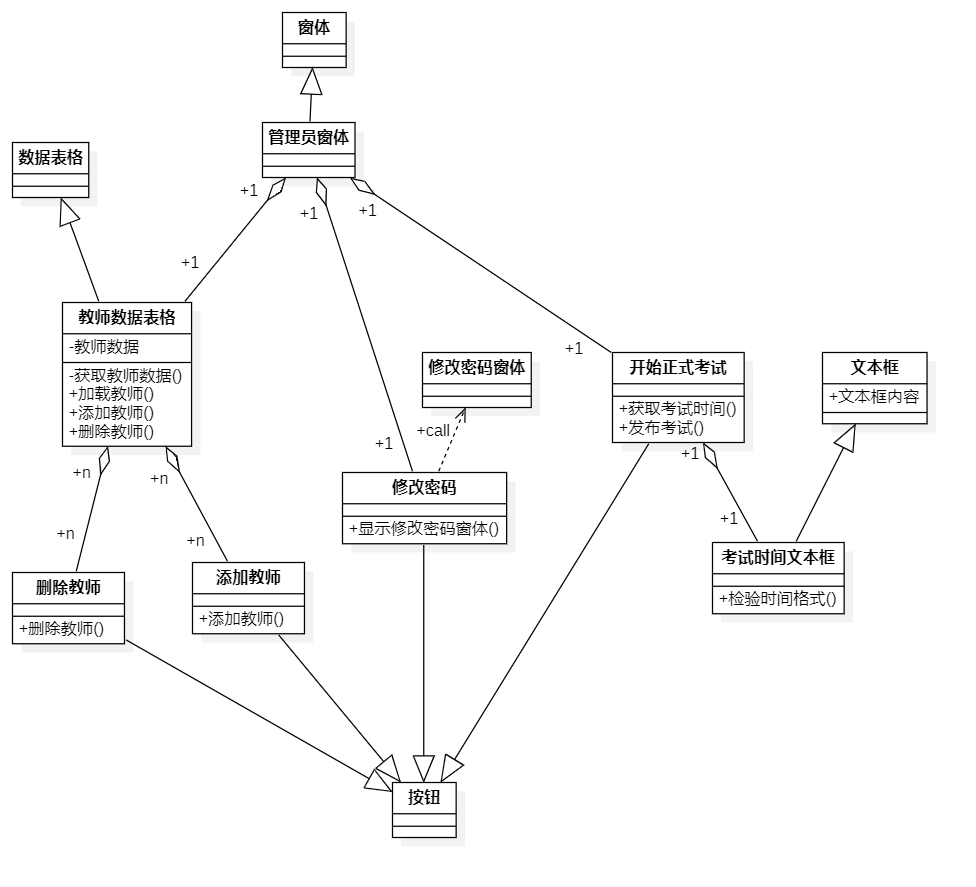 窗体
管理员窗体
数据表格
+1
+1
+1
+1
教师数据表格
-教师数据
-获取教师数据()
+加载教师()
+添加教师()
+删除教师()
+1
修改密码窗体
开始正式考试
+获取考试时间()
+发布考试()
文本框
+文本框内容
+call
+1
+1
+n
+n
修改密码
+显示修改密码窗体()
+1
+n
+n
考试时间文本框
+检验时间格式()
删除教师
+删除教师()
添加教师
+添加教师()
按钮